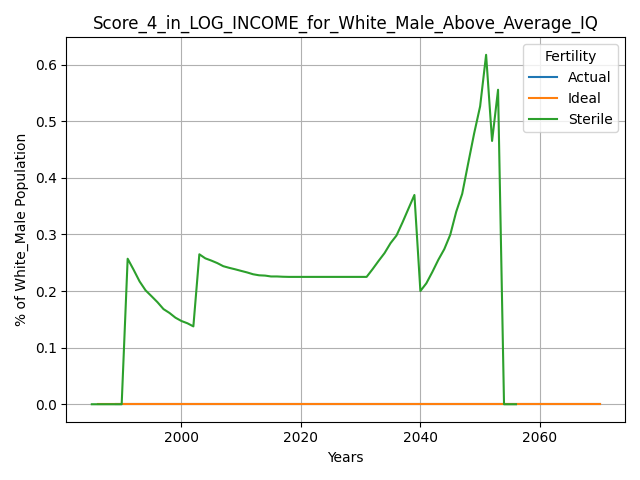 Score_4_in_LOG_INCOME_for_White_Male_Above_Average_IQ
Fertility
Actual
Ideal
Sterile
% of White_Male Population
0.6
0.5
0.4
0.3
0.2
0.1
0.0
2000
2020
2040
2060
Years